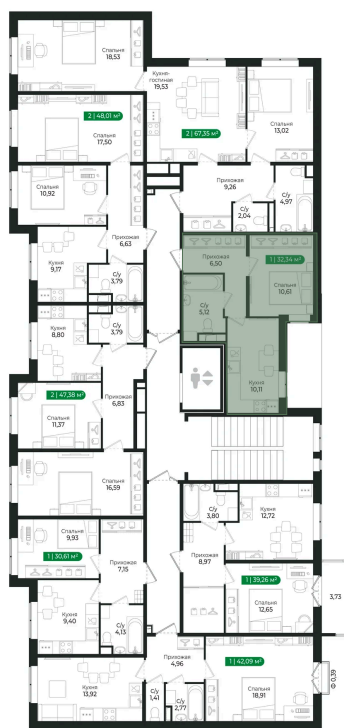 Спальня
18,53
Кухня-
гостиная
19,53
2 | 48,01 м²
Спальня
17,50
2 | 67,35 м²
Спальня
13,02
Спальня
10,92
Прихожая
9,26
С/у
4,97
С/у
2,04
Прихожая
6,63
Кухня
9,17
С/у
3,79
Прихожая
6,50
1 | 32,34 м²
Спальня
10,61
С/у
5,12
8,80
С/у
3,79
Кухня
10,11
2 | 47,38 м²
Спальня
11,37
Прихожая
6,83
Спальня
16,59
С/у
3,80
Кухня
12,72
Спальня
9,93
1 | 30,61 м²
Прихожая
7,15
Прихожая
8,97
1 | 39,26 м²
Спальня
12,65
3,73
Кухня
9,40
С/у
4,13
Прихожая
4,96
1 | 42,09 м²
Ф 0,39
Кухня
13,92
С/у
1,41
С/у
2,77
Спальня
18,91